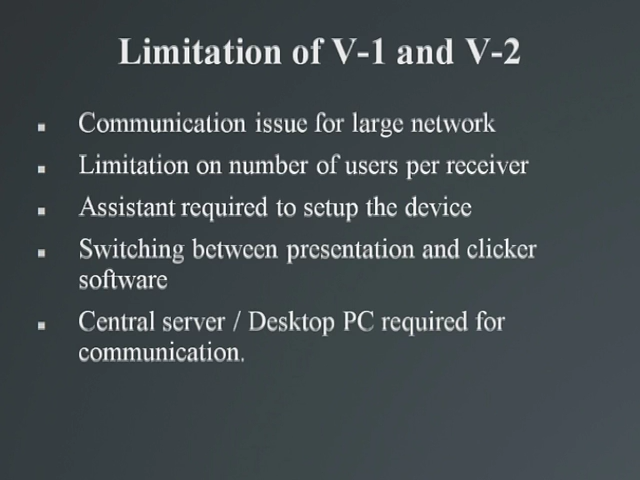 Limitation of V-1 and V-2
Communication issue for large network
Limitation on number of users per receiver
Assistant required to setup the device
Switching between presentation and clicker
software
Central server / Desktop PC required for
communication.